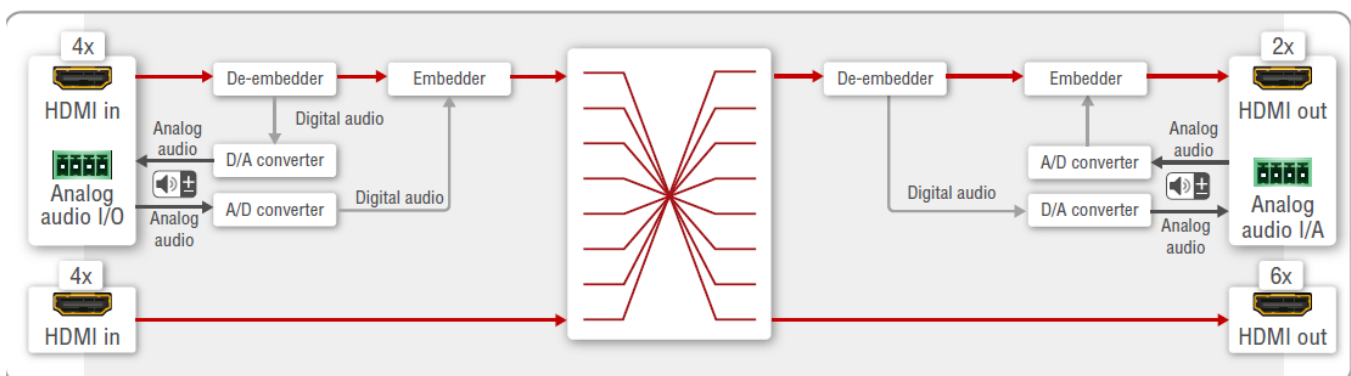 4x
HDMI in
De-embedder
Embedder
Digital audio
Analog
audio
D/A converter
Analog
audio I/O
Analog
audio
A/D converter
Digital audio
4x
HDMI in
De-embedder
Embedder
2x
HDMI out
Analog
audio
A/D converter
Digital audio
D/A converter
Analog
audio
Analog
audio I/A
6x
HDMI out